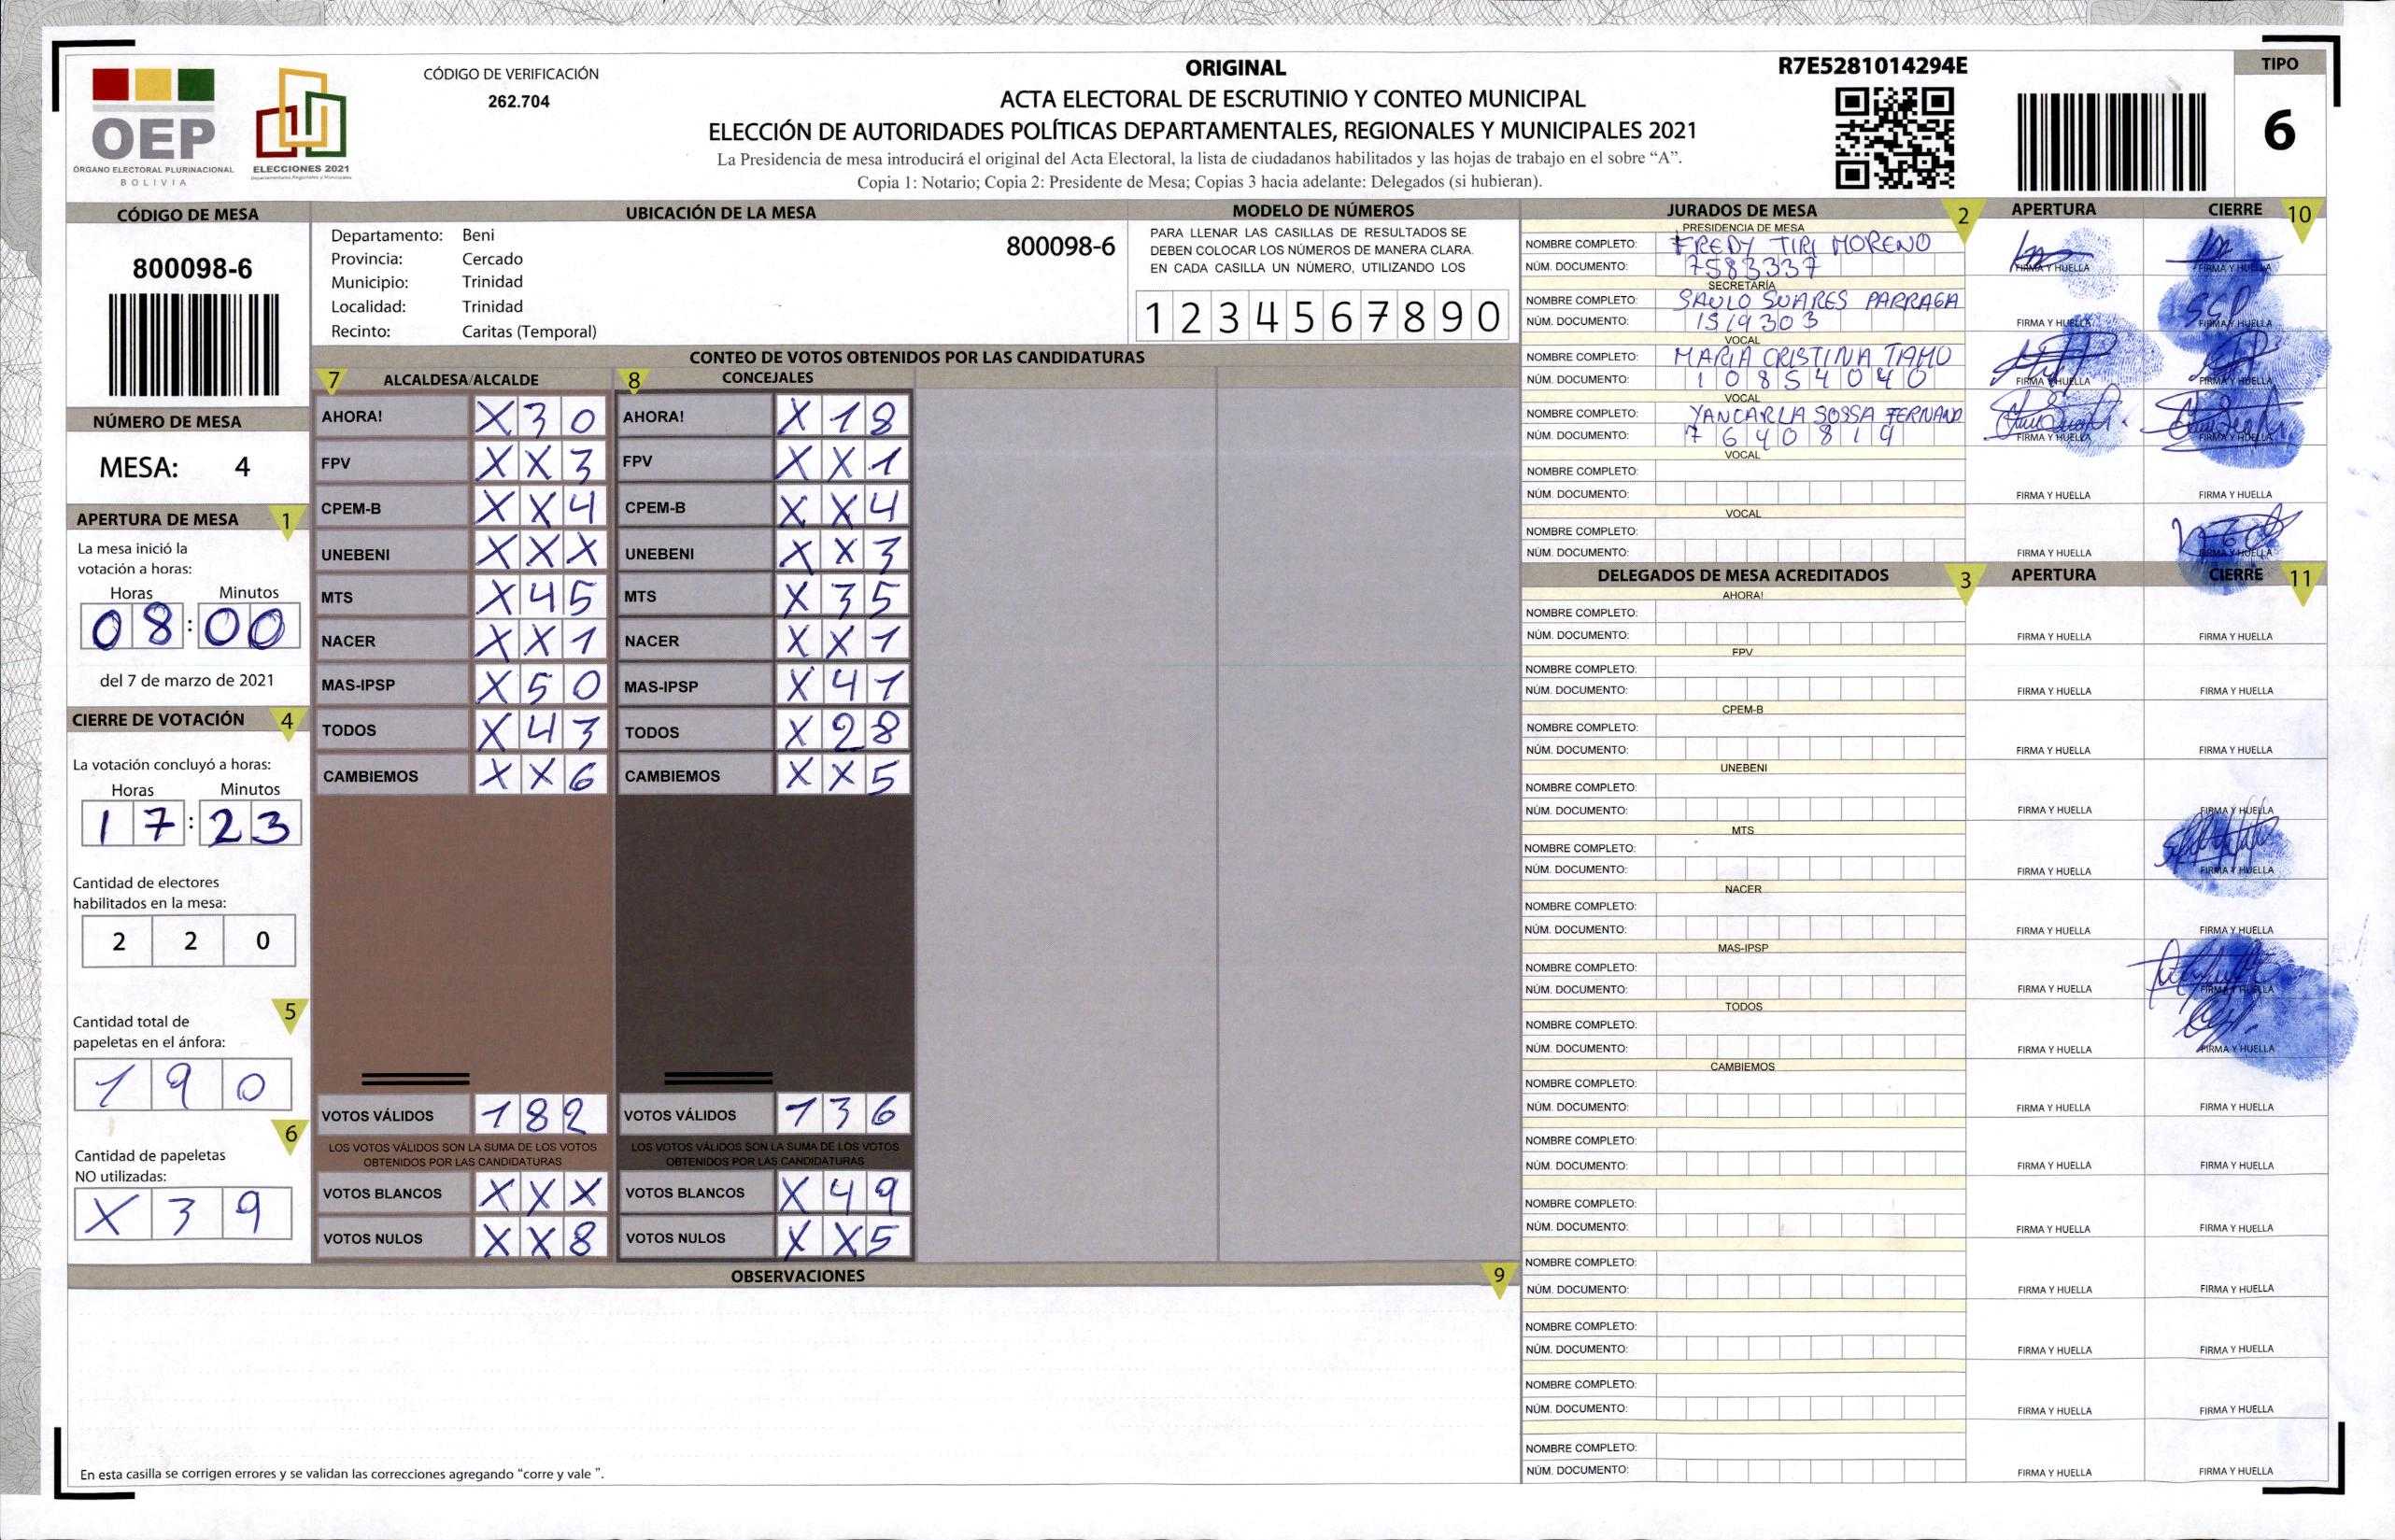 OEP
ÓRGANO ELECTORAL PLURINACIONAL
BOLIVIA
ELECCIONES 2021
Departamentales, Regionales y Municipales
CÓDIGO DE VERIFICACIÓN
262.704
ORIGINAL
ACTA ELECTORAL DE ESCRUTINIO Y CONTEO MUNICIPAL
ELECCIÓN DE AUTORIDADES POLÍTICAS DEPARTAMENTALES, REGIONALES Y MUNICIPALES 2021
La Presidencia de mesa introducirá el original del Acta Electoral, la lista de ciudadanos habilitados y las hojas de trabajo en el sobre “A”.
Copia 1: Notario; Copia 2: Presidente de Mesa; Copias 3 hacia adelante: Delegados (si hubieran).
R7E5281014294E
TIPO
6
CÓDIGO DE MESA
800098-6
NÚMERO DE MESA
MESA: 4
APERTURA DE MESA 1
La mesa inició la
votación a horas:
Horas Minutos
08:00
del 7 de marzo de 2021
CIERRE DE VOTACIÓN 4
La votación concluyó a horas:
Horas Minutos
17:23
Cantidad de electores
habilitados en la mesa:
2 2 0
5
Cantidad total de
papeletas en el ánfora:
1 9 0
6
Cantidad de papeletas
NO utilizadas:
X 3 9
UBICACIÓN DE LA MESA
Departamento: Beni
Provincia: Cercado
Municipio: Trinidad
Localidad: Trinidad
Recinto: Caritas (Temporal)
800098-6
MODELO DE NÚMEROS
PARA LLENAR LAS CASILLAS DE RESULTADOS SE
DEBEN COLOCAR LOS NÚMEROS DE MANERA CLARA.
EN CADA CASILLA UN NÚMERO, UTILIZANDO LOS
1 2 3 4 5 6 7 8 9 0
CONTEO DE VOTOS OBTENIDOS POR LAS CANDIDATURAS
7 ALCALDESA/ALCALDE 8 CONCEJALES
AHORA! X 3 0 AHORA! X 1 8
FPV X X 3 FPV X X 1
CPEM-B X X 4 CPEM-B X X 4
UNEBENI X X X UNEBENI X X 3
MTS X 4 5 MTS X 3 5
NACER X X 1 NACER X X 1
MAS-IPSP X 5 0 MAS-IPSP X 4 1
TODOS X 4 3 TODOS X 2 8
CAMBIEMOS X X 6 CAMBIEMOS X X 5
VOTOS VÁLIDOS 1 8 2 VOTOS VÁLIDOS 1 3 6
LOS VOTOS VÁLIDOS SON LA SUMA DE LOS VOTOS LOS VOTOS VÁLIDOS SON LA SUMA DE LOS VOTOS
OBTENIDOS POR LAS CANDIDATURAS OBTENIDOS POR LAS CANDIDATURAS
VOTOS BLANCOS X X X VOTOS BLANCOS X 4 9
VOTOS NULOS X X 8 VOTOS NULOS X X 5
OBSERVACIONES 9
En esta casilla se corrigen errores y se validan las correcciones agregando “corre y vale ”.
JURADOS DE MESA 2 APERTURA CIERRE 10
PRESIDENCIA DE MESA
NOMBRE COMPLETO: FREDY TIRI MORENO
NÚM. DOCUMENTO: 7583337 FIRMA Y HUELLA FIRMA Y HUELLA
SECRETARÍA
NOMBRE COMPLETO: SAULO SUARES PARRAGA
NÚM. DOCUMENTO: 1519303 FIRMA Y HUELLA FIRMA Y HUELLA
VOCAL
NOMBRE COMPLETO: MARIA CRISTINA TAMO
NÚM. DOCUMENTO: 10854040 FIRMA Y HUELLA FIRMA Y HUELLA
VOCAL
NOMBRE COMPLETO: YANCARLA SOSSA FERNAND
NÚM. DOCUMENTO: 7640819 FIRMA Y HUELLA FIRMA Y HUELLA
VOCAL
NOMBRE COMPLETO:
NÚM. DOCUMENTO: FIRMA Y HUELLA FIRMA Y HUELLA
VOCAL
NOMBRE COMPLETO:
NÚM. DOCUMENTO: FIRMA Y HUELLA FIRMA Y HUELLA
DELEGADOS DE MESA ACREDITADOS 3 APERTURA CIERRE 11
AHORA!
NOMBRE COMPLETO:
NÚM. DOCUMENTO: FIRMA Y HUELLA FIRMA Y HUELLA
FPV
NOMBRE COMPLETO:
NÚM. DOCUMENTO: FIRMA Y HUELLA FIRMA Y HUELLA
CPEM-B
NOMBRE COMPLETO:
NÚM. DOCUMENTO: FIRMA Y HUELLA FIRMA Y HUELLA
UNEBENI
NOMBRE COMPLETO:
NÚM. DOCUMENTO: FIRMA Y HUELLA FIRMA Y HUELLA
MTS
NOMBRE COMPLETO:
NÚM. DOCUMENTO: FIRMA Y HUELLA FIRMA Y HUELLA
NACER
NOMBRE COMPLETO:
NÚM. DOCUMENTO: FIRMA Y HUELLA FIRMA Y HUELLA
MAS-IPSP
NOMBRE COMPLETO:
NÚM. DOCUMENTO: FIRMA Y HUELLA FIRMA Y HUELLA
TODOS
NOMBRE COMPLETO:
NÚM. DOCUMENTO: FIRMA Y HUELLA FIRMA Y HUELLA
CAMBIEMOS
NOMBRE COMPLETO:
NÚM. DOCUMENTO: FIRMA Y HUELLA FIRMA Y HUELLA
NOMBRE COMPLETO:
NÚM. DOCUMENTO: FIRMA Y HUELLA FIRMA Y HUELLA
NOMBRE COMPLETO:
NÚM. DOCUMENTO: FIRMA Y HUELLA FIRMA Y HUELLA
NOMBRE COMPLETO:
NÚM. DOCUMENTO: FIRMA Y HUELLA FIRMA Y HUELLA
NOMBRE COMPLETO:
NÚM. DOCUMENTO: FIRMA Y HUELLA FIRMA Y HUELLA
NOMBRE COMPLETO:
NÚM. DOCUMENTO: FIRMA Y HUELLA FIRMA Y HUELLA
NOMBRE COMPLETO:
NÚM. DOCUMENTO: FIRMA Y HUELLA FIRMA Y HUELLA